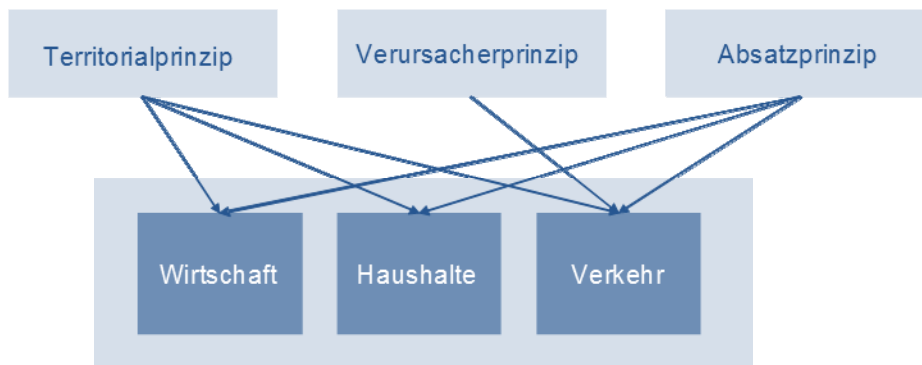 Territorialprinzip
Verursacherprinzip
Absatzprinzip
Wirtschaft
Haushalte
Verkehr